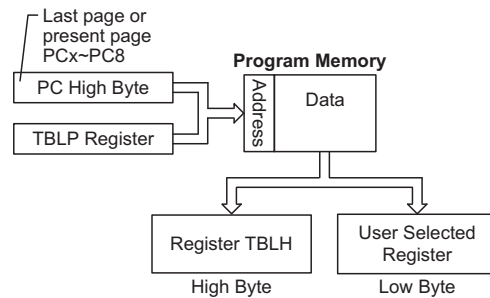 Last page or
present page
PCx~PC8
Program Memory
PC High Byte
TBLP Register
Address
Data
Register TBLH
User Selected
Register
High Byte
Low Byte